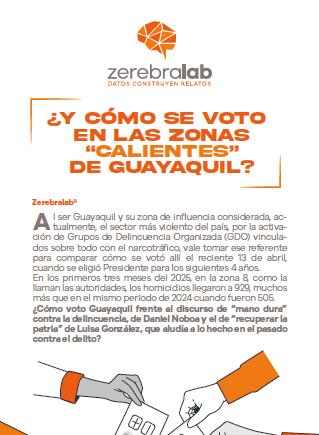 zerebralab
DATOS CONSTRUYEN RELATOS
¿Y CÓMO SE VOTO
EN LAS ZONAS
“CALIENTES”
DE GUAYAQUIL?
Zerebralab®
Al ser Guayaquil y su zona de influencia considerada, ac-
tualmente, el sector más violento del país, por la activa-
ción de Grupos de Delincuencia Organizada (GDO) vincula-
dos sobre todo con el narcotráfico, vale tomar ese referente
para comparar cómo se votó allí el reciente 13 de abril,
cuando se eligió Presidente para los siguientes 4 años.
En los primeros tres meses del 2025, en la zona 8, como la
llaman las autoridades, los homicidios llegaron a 929, muchos
más que en el mismo período de 2024 cuando fueron 505.
¿Cómo voto Guayaquil frente al discurso de “mano dura”
contra la delincuencia, de Daniel Noboa y el de “recuperar la
patria” de Luisa González, que aludía a lo hecho en el pasado
contra el delito?